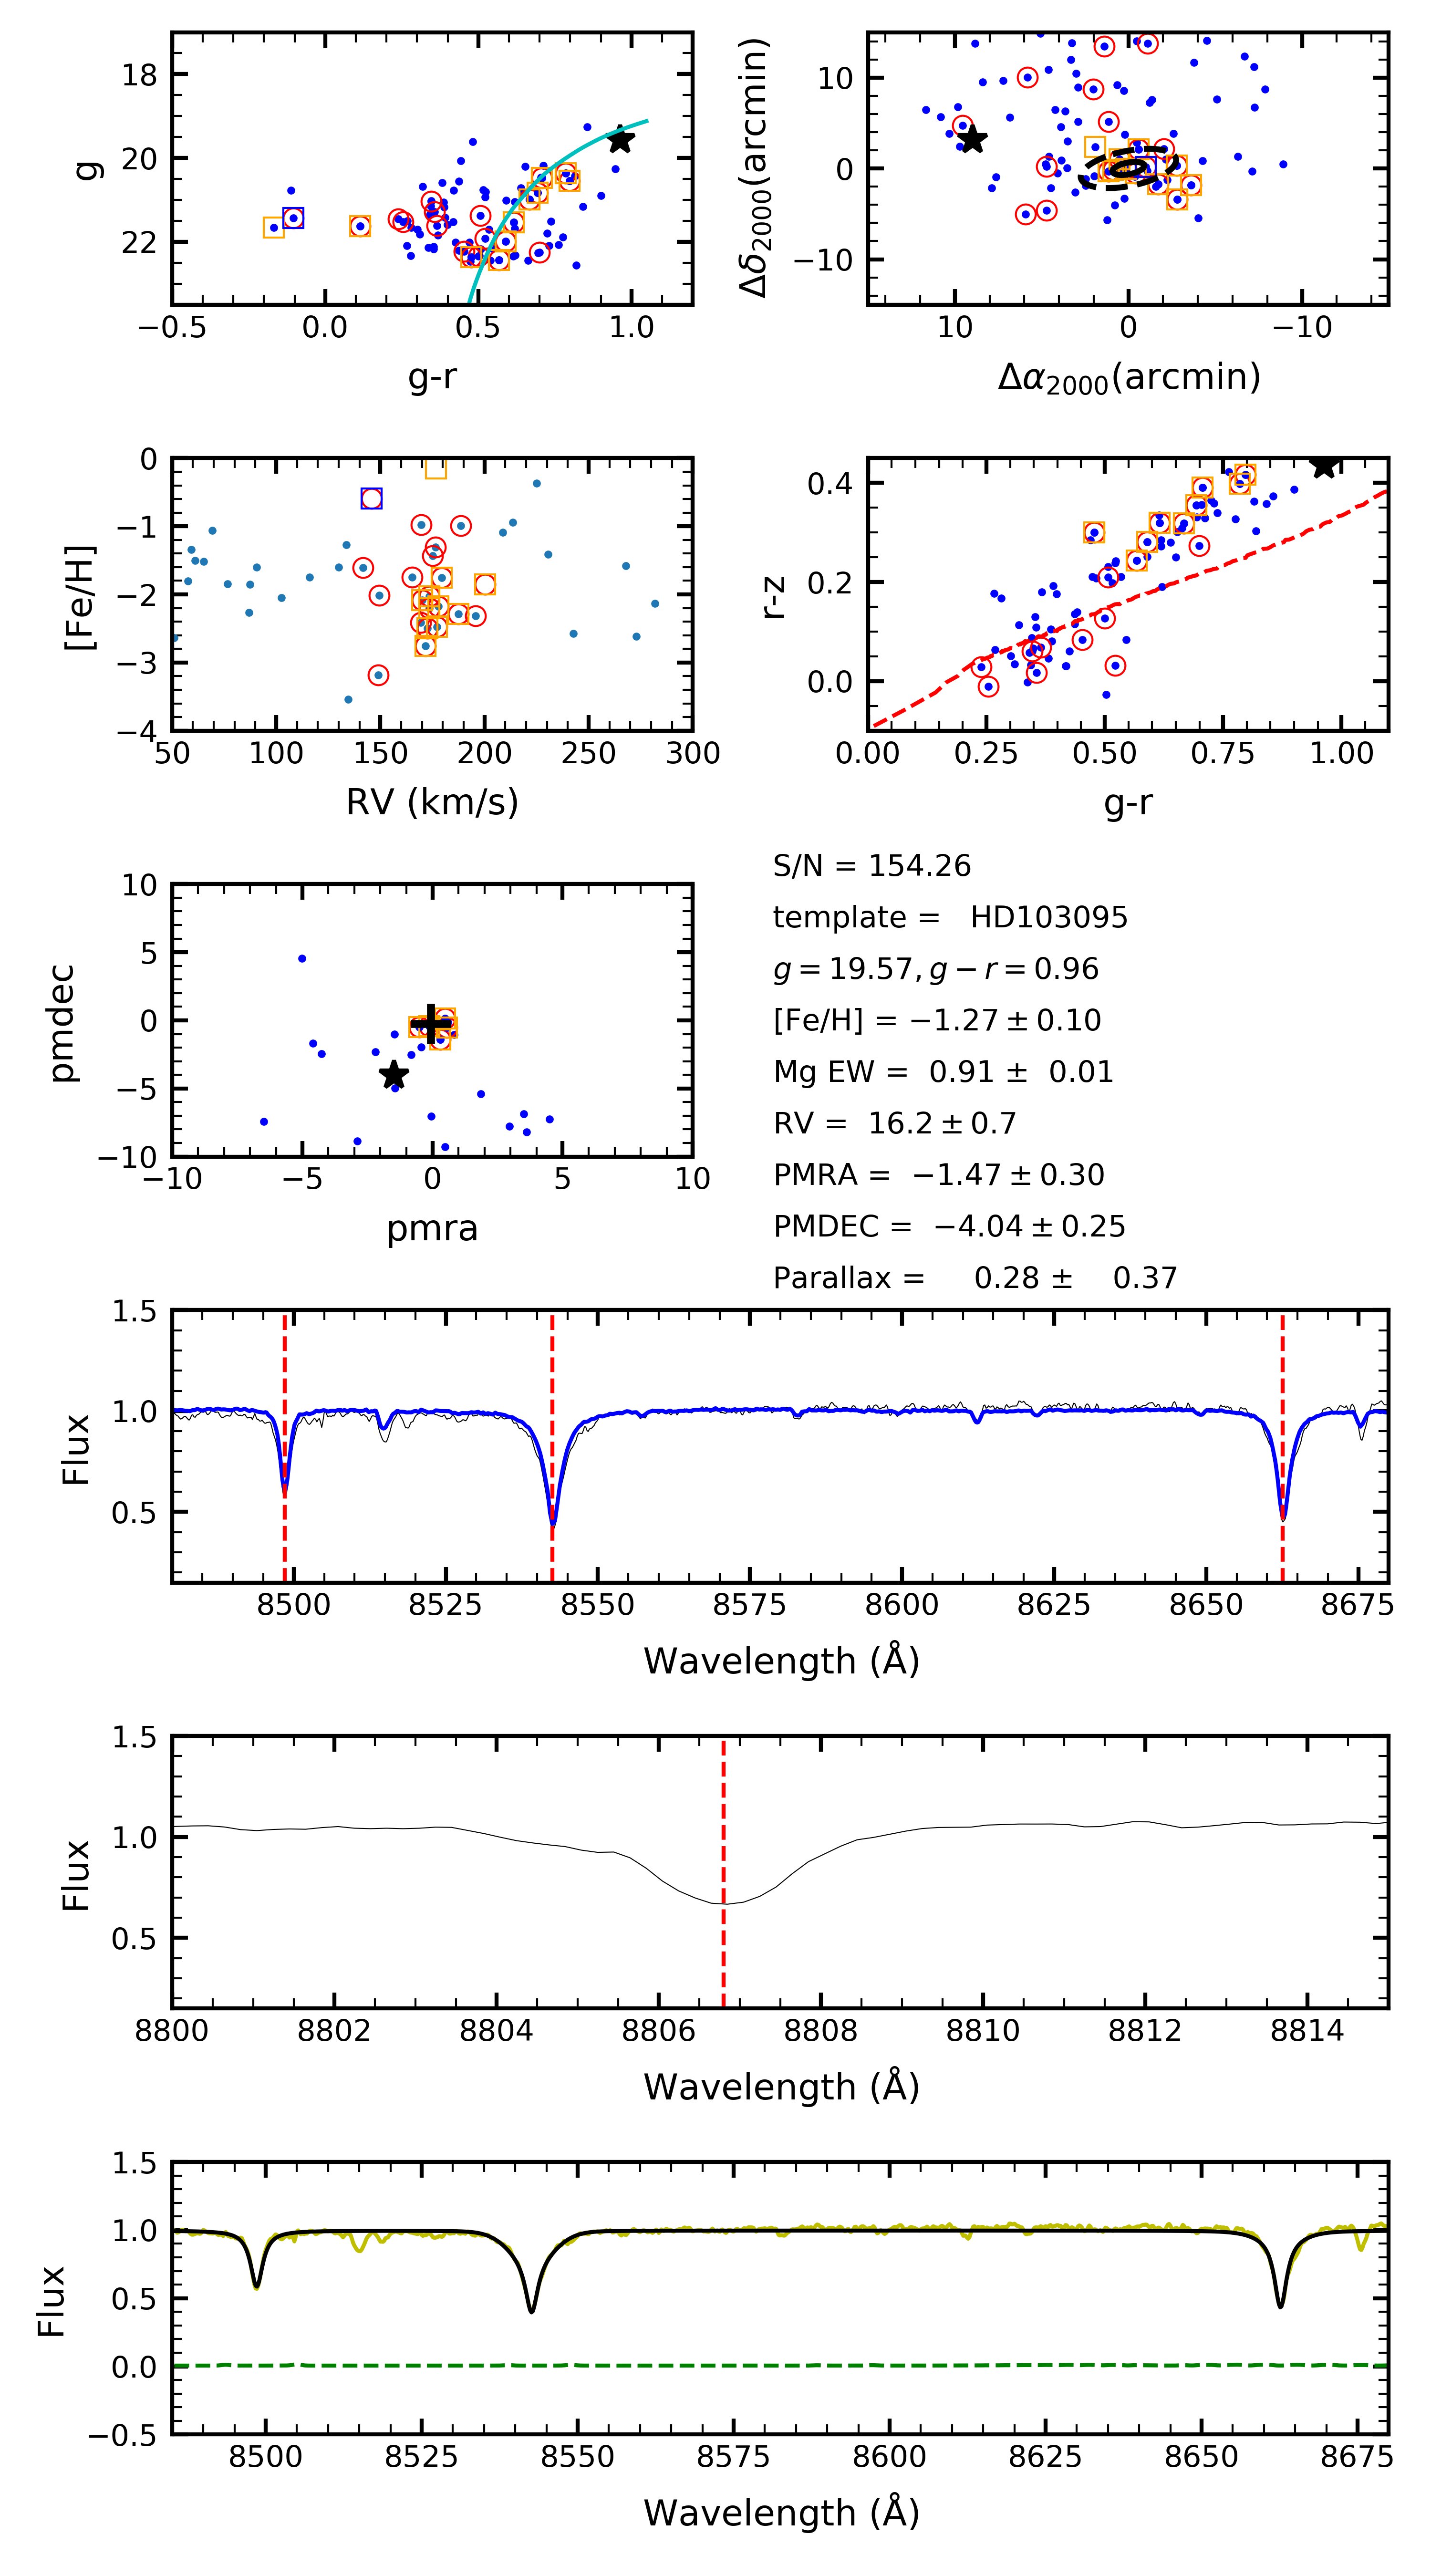 18
20
22
g
−0.5 0.0 0.5 1.0
g-r
10
0
−10
Δδ2000(arcmin)
10 0 −10
Δα2000(arcmin)
0
−1
−2
−3
−4
[Fe/H]
50 100 150 200 250 300
RV (km/s)
0.4
0.2
0.0
r-z
0.00 0.25 0.50 0.75 1.00
g-r
10
5
0
−5
−10
pmdec
−10 −5 0 5 10
pmra
S/N = 154.26
template = HD103095
g = 19.57, g − r = 0.96
[Fe/H] = −1.27 ± 0.10
Mg EW = 0.91 ± 0.01
RV = 16.2 ± 0.7
PMRA = −1.47 ± 0.30
PMDEC = −4.04 ± 0.25
Parallax = 0.28 ± 0.37
1.5
1.0
0.5
Flux
8500 8525 8550 8575 8600 8625 8650 8675
Wavelength (Å)
1.5
1.0
0.5
Flux
8800 8802 8804 8806 8808 8810 8812 8814
Wavelength (Å)
1.5
1.0
0.5
0.0
−0.5
Flux
8500 8525 8550 8575 8600 8625 8650 8675
Wavelength (Å)